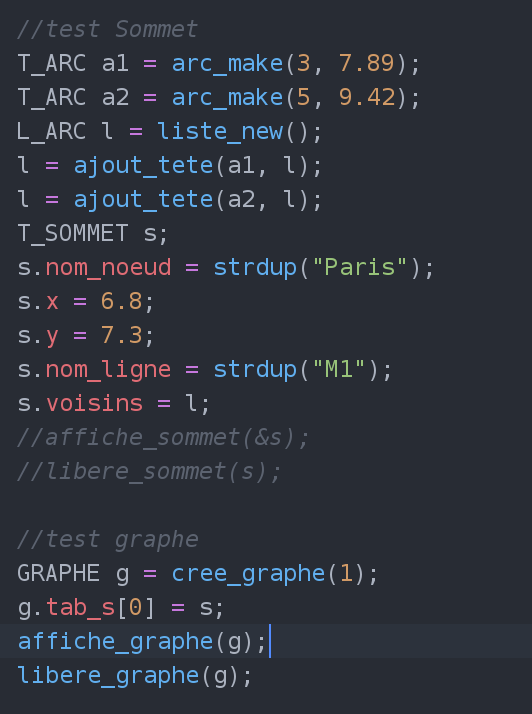 //test Sommet
T_ARC a1 = arc_make(3, 7.89);
T_ARC a2 = arc_make(5, 9.42);
L_ARC l = liste_new();
l = ajout_tete(a1, l);
l = ajout_tete(a2, l);
T_SOMMET s;
s.nom_noeud = strdup("Paris");
s.x = 6.8;
s.y = 7.3;
s.nom_ligne = strdup("M1");
s.voisins = l;
//affiche_sommet(&s);
//libere_sommet(s);

//test graphe
GRAPHE g = cree_graphe(1);
g.tab_s[0] = s;
affiche_graphe(g);
libere_graphe(g);